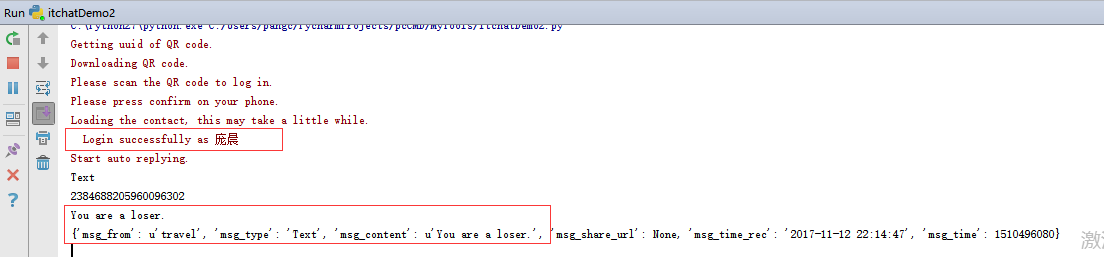 Run itchatDemo2
C:\Python27\python.exe C:/Users/pangc/PycharmProjects/pcCMD/myTools/itchatDemo2.py
Getting uuid of QR code.
Downloading QR code.
Please scan the QR code to log in.
Please press confirm on your phone.
Loading the contact, this may take a little while.
Login successfully as 庞晨
Start auto replying.
Text
2384688205960096302
You are a loser.
{'msg_from': u'travel', 'msg_type': 'Text', 'msg_content': u'You are a loser.', 'msg_share_url': None, 'msg_time_rec': '2017-11-12 22:14:47', 'msg_time': 1510496080}
激